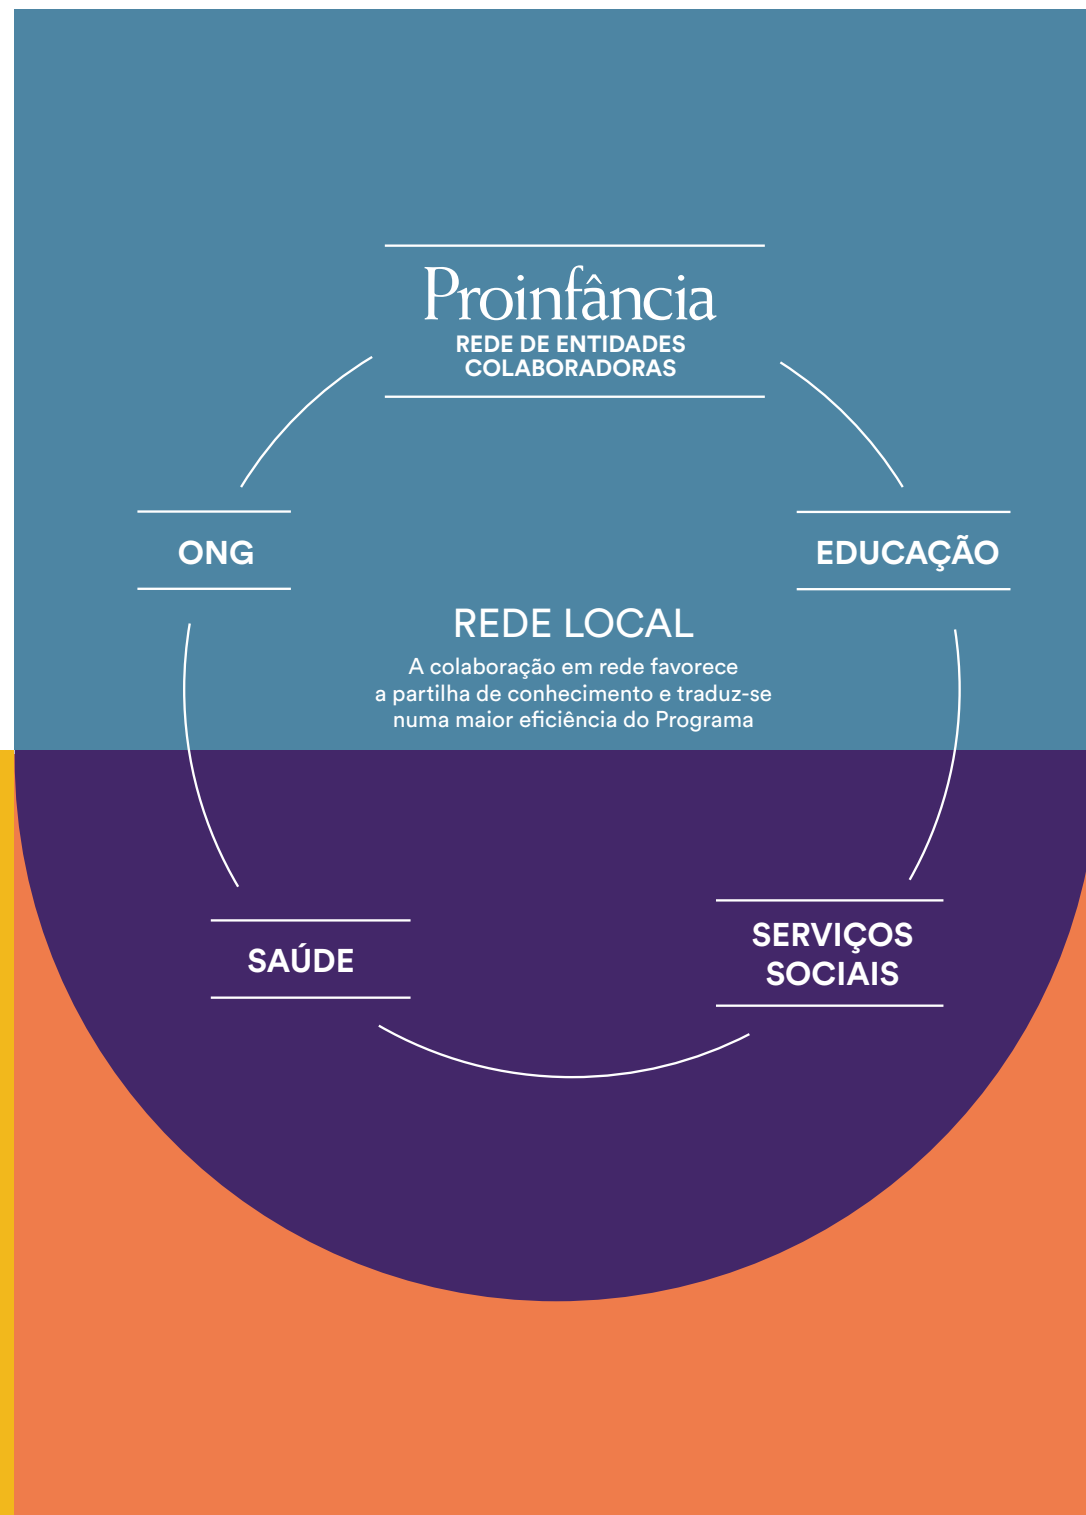 Proinfância
REDE DE ENTIDADES
COLABORADORAS
ONG
EDUCAÇÃO
REDE LOCAL
A colaboração em rede favorece
a partilha de conhecimento e traduz-se
numa maior eficiência do Programa
SAÚDE
SERVIÇOS
SOCIAIS